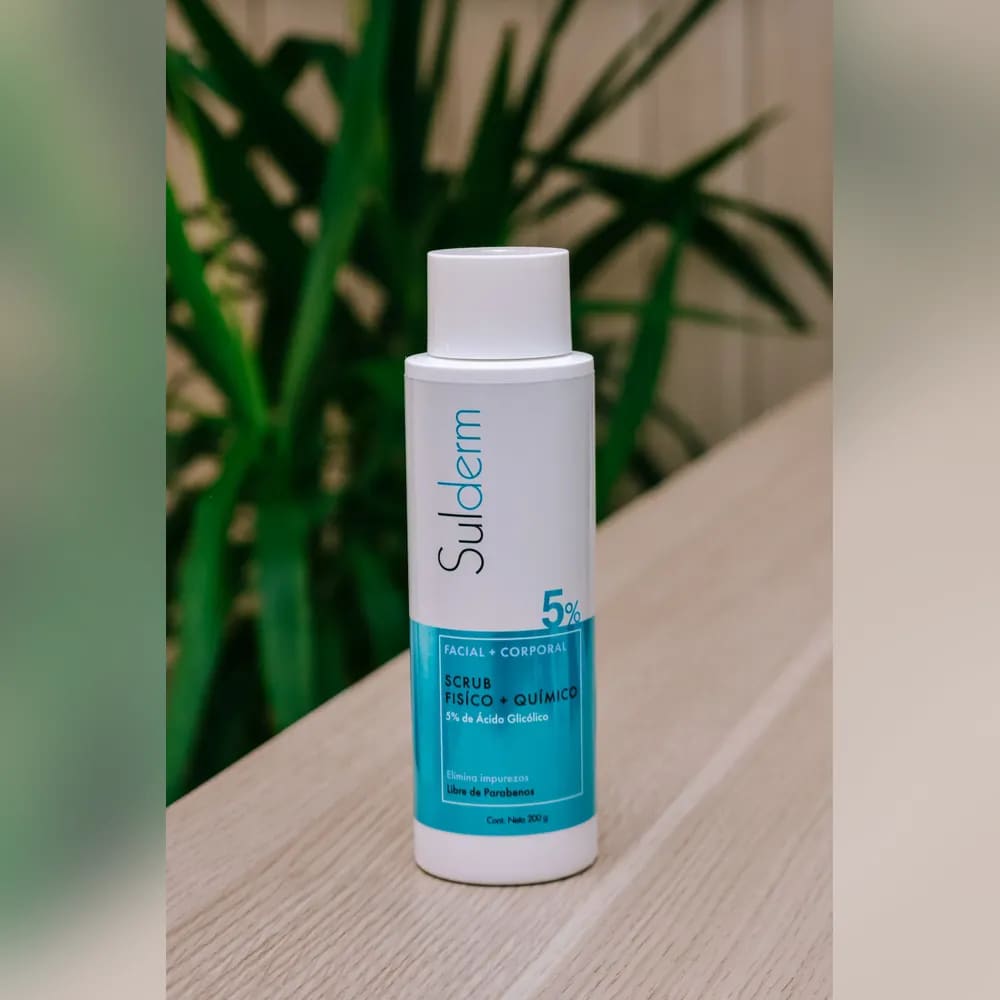 Sulderm
5%
FACIAL + CORPORAL
SCRUB
FISÍCO + QUÍMICO
5% de Ácido Glicólico
Elimina impurezas
Libre de Parabenos
Cont. Neto 200 g